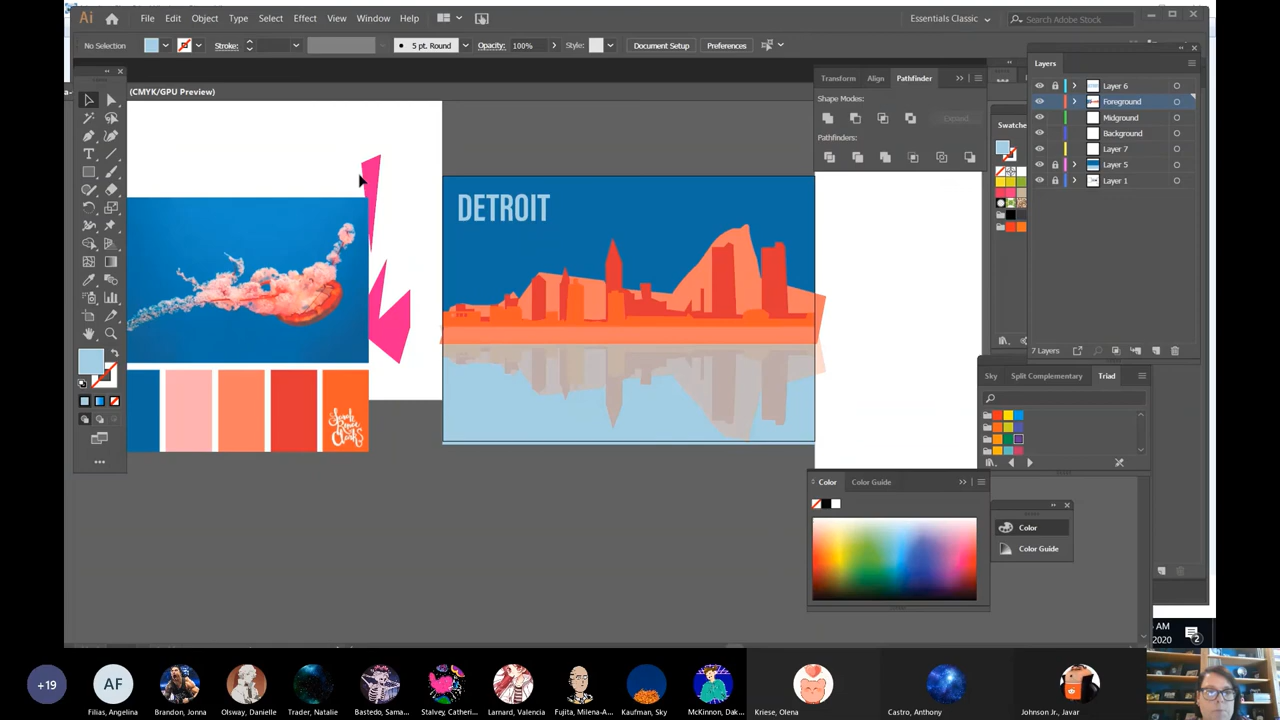 Ai File Edit Object Type Select Effect View Window Help Essentials Classic Search Adobe Stock
No Selection Stroke: 5 pt. Round Opacity: 100% Style: Document Setup Preferences
(CMYK/GPU Preview)
Transform Align Pathfinder
Shape Modes:
Expand
Pathfinders:
Layers
Layer 6
Foreground
Midground
Background
Layer 7
Layer 5
Layer 1
7 Layers
Swatches
DETROIT
Sky Split Complementary Triad
Color Color Guide
Color
Color Guide
AM
2020
2
+19
AF
Filias, Angelina
Brandon, Jonna
Olsway, Danielle
Trader, Natalie
Bastedo, Sama...
Stalvey, Catheri...
Larnard, Valencia
Fujita, Milena-A...
Kaufman, Sky
McKinnon, Dak...
Kriese, Olena
Castro, Anthony
Johnson Jr., Javar